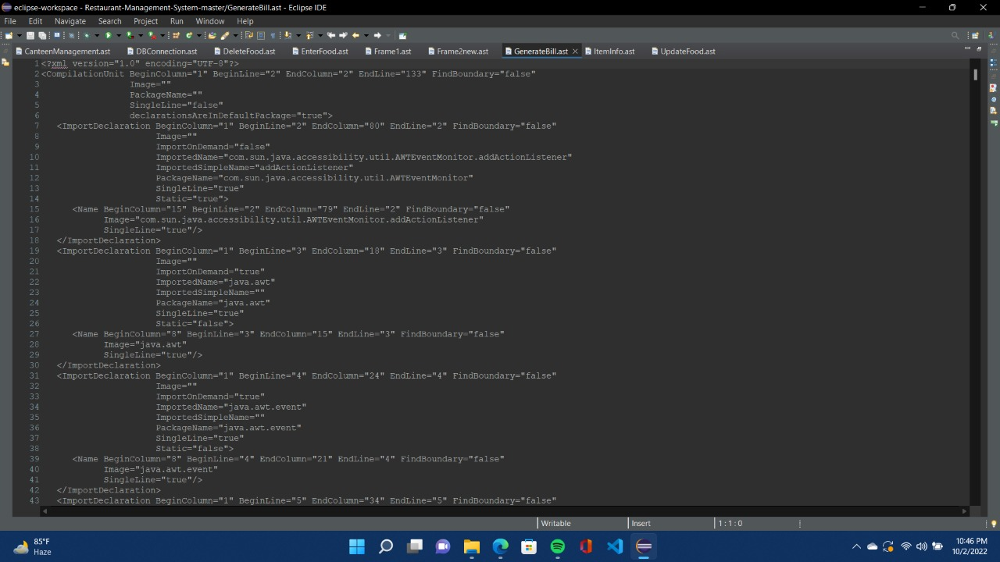 eclipse-workspace - Restaurant-Management-System-master/GenerateBill.ast - Eclipse IDE
File Edit Navigate Search Project Run Window Help
CanteenManagement.ast DBConnection.ast DeleteFood.ast EnterFood.ast Frame1.ast Frame2new.ast GenerateBill.ast ItemInfo.ast UpdateFood.ast
1 <?xml version="1.0" encoding="UTF-8"?>
2 <CompilationUnit BeginColumn="1" BeginLine="2" EndColumn="2" EndLine="133" FindBoundary="false"
3 Image=""
4 PackageName=""
5 SingleLine="false"
6 declarationsAreInDefaultPackage="true">
7 <ImportDeclaration BeginColumn="1" BeginLine="2" EndColumn="80" EndLine="2" FindBoundary="false"
8 Image=""
9 ImportOnDemand="false"
10 ImportedName="com.sun.java.accessibility.util.AWTEventMonitor.addActionListener"
11 ImportedSimpleName="addActionListener"
12 PackageName="com.sun.java.accessibility.util.AWTEventMonitor"
13 SingleLine="true"
14 Static="true">
15 <Name BeginColumn="15" BeginLine="2" EndColumn="79" EndLine="2" FindBoundary="false"
16 Image="com.sun.java.accessibility.util.AWTEventMonitor.addActionListener"
17 SingleLine="true"/>
18 </ImportDeclaration>
19 <ImportDeclaration BeginColumn="1" BeginLine="3" EndColumn="18" EndLine="3" FindBoundary="false"
20 Image=""
21 ImportOnDemand="true"
22 ImportedName="java.awt"
23 ImportedSimpleName=""
24 PackageName="java.awt"
25 SingleLine="true"
26 Static="false">
27 <Name BeginColumn="8" BeginLine="3" EndColumn="15" EndLine="3" FindBoundary="false"
28 Image="java.awt"
29 SingleLine="true"/>
30 </ImportDeclaration>
31 <ImportDeclaration BeginColumn="1" BeginLine="4" EndColumn="24" EndLine="4" FindBoundary="false"
32 Image=""
33 ImportOnDemand="true"
34 ImportedName="java.awt.event"
35 ImportedSimpleName=""
36 PackageName="java.awt.event"
37 SingleLine="true"
38 Static="false">
39 <Name BeginColumn="8" BeginLine="4" EndColumn="21" EndLine="4" FindBoundary="false"
40 Image="java.awt.event"
41 SingleLine="true"/>
42 </ImportDeclaration>
43 <ImportDeclaration BeginColumn="1" BeginLine="5" EndColumn="34" EndLine="5" FindBoundary="false"
Writable Insert 1 : 1 : 0
85°F
Haze
10:46 PM
10/2/2022